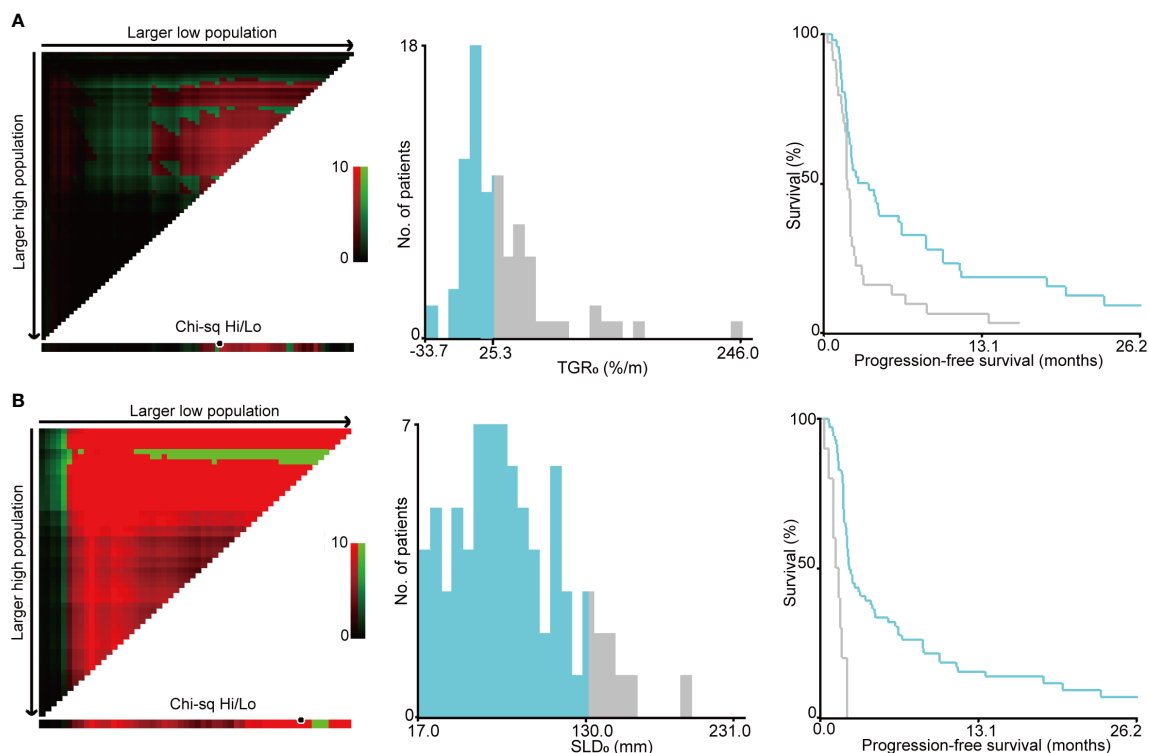 A
Larger low population
Larger high population
10
0
Chi-sq Hi/Lo
18
No. of patients
0
-33.7 25.3 246.0
TGR₀ (%/m)
100
Survival (%)
50
0
0.0 13.1 26.2
Progression-free survival (months)
B
Larger low population
Larger high population
10
0
Chi-sq Hi/Lo
7
No. of patients
0
17.0 130.0 231.0
SLD₀ (mm)
100
Survival (%)
50
0
0.0 13.1 26.2
Progression-free survival (months)